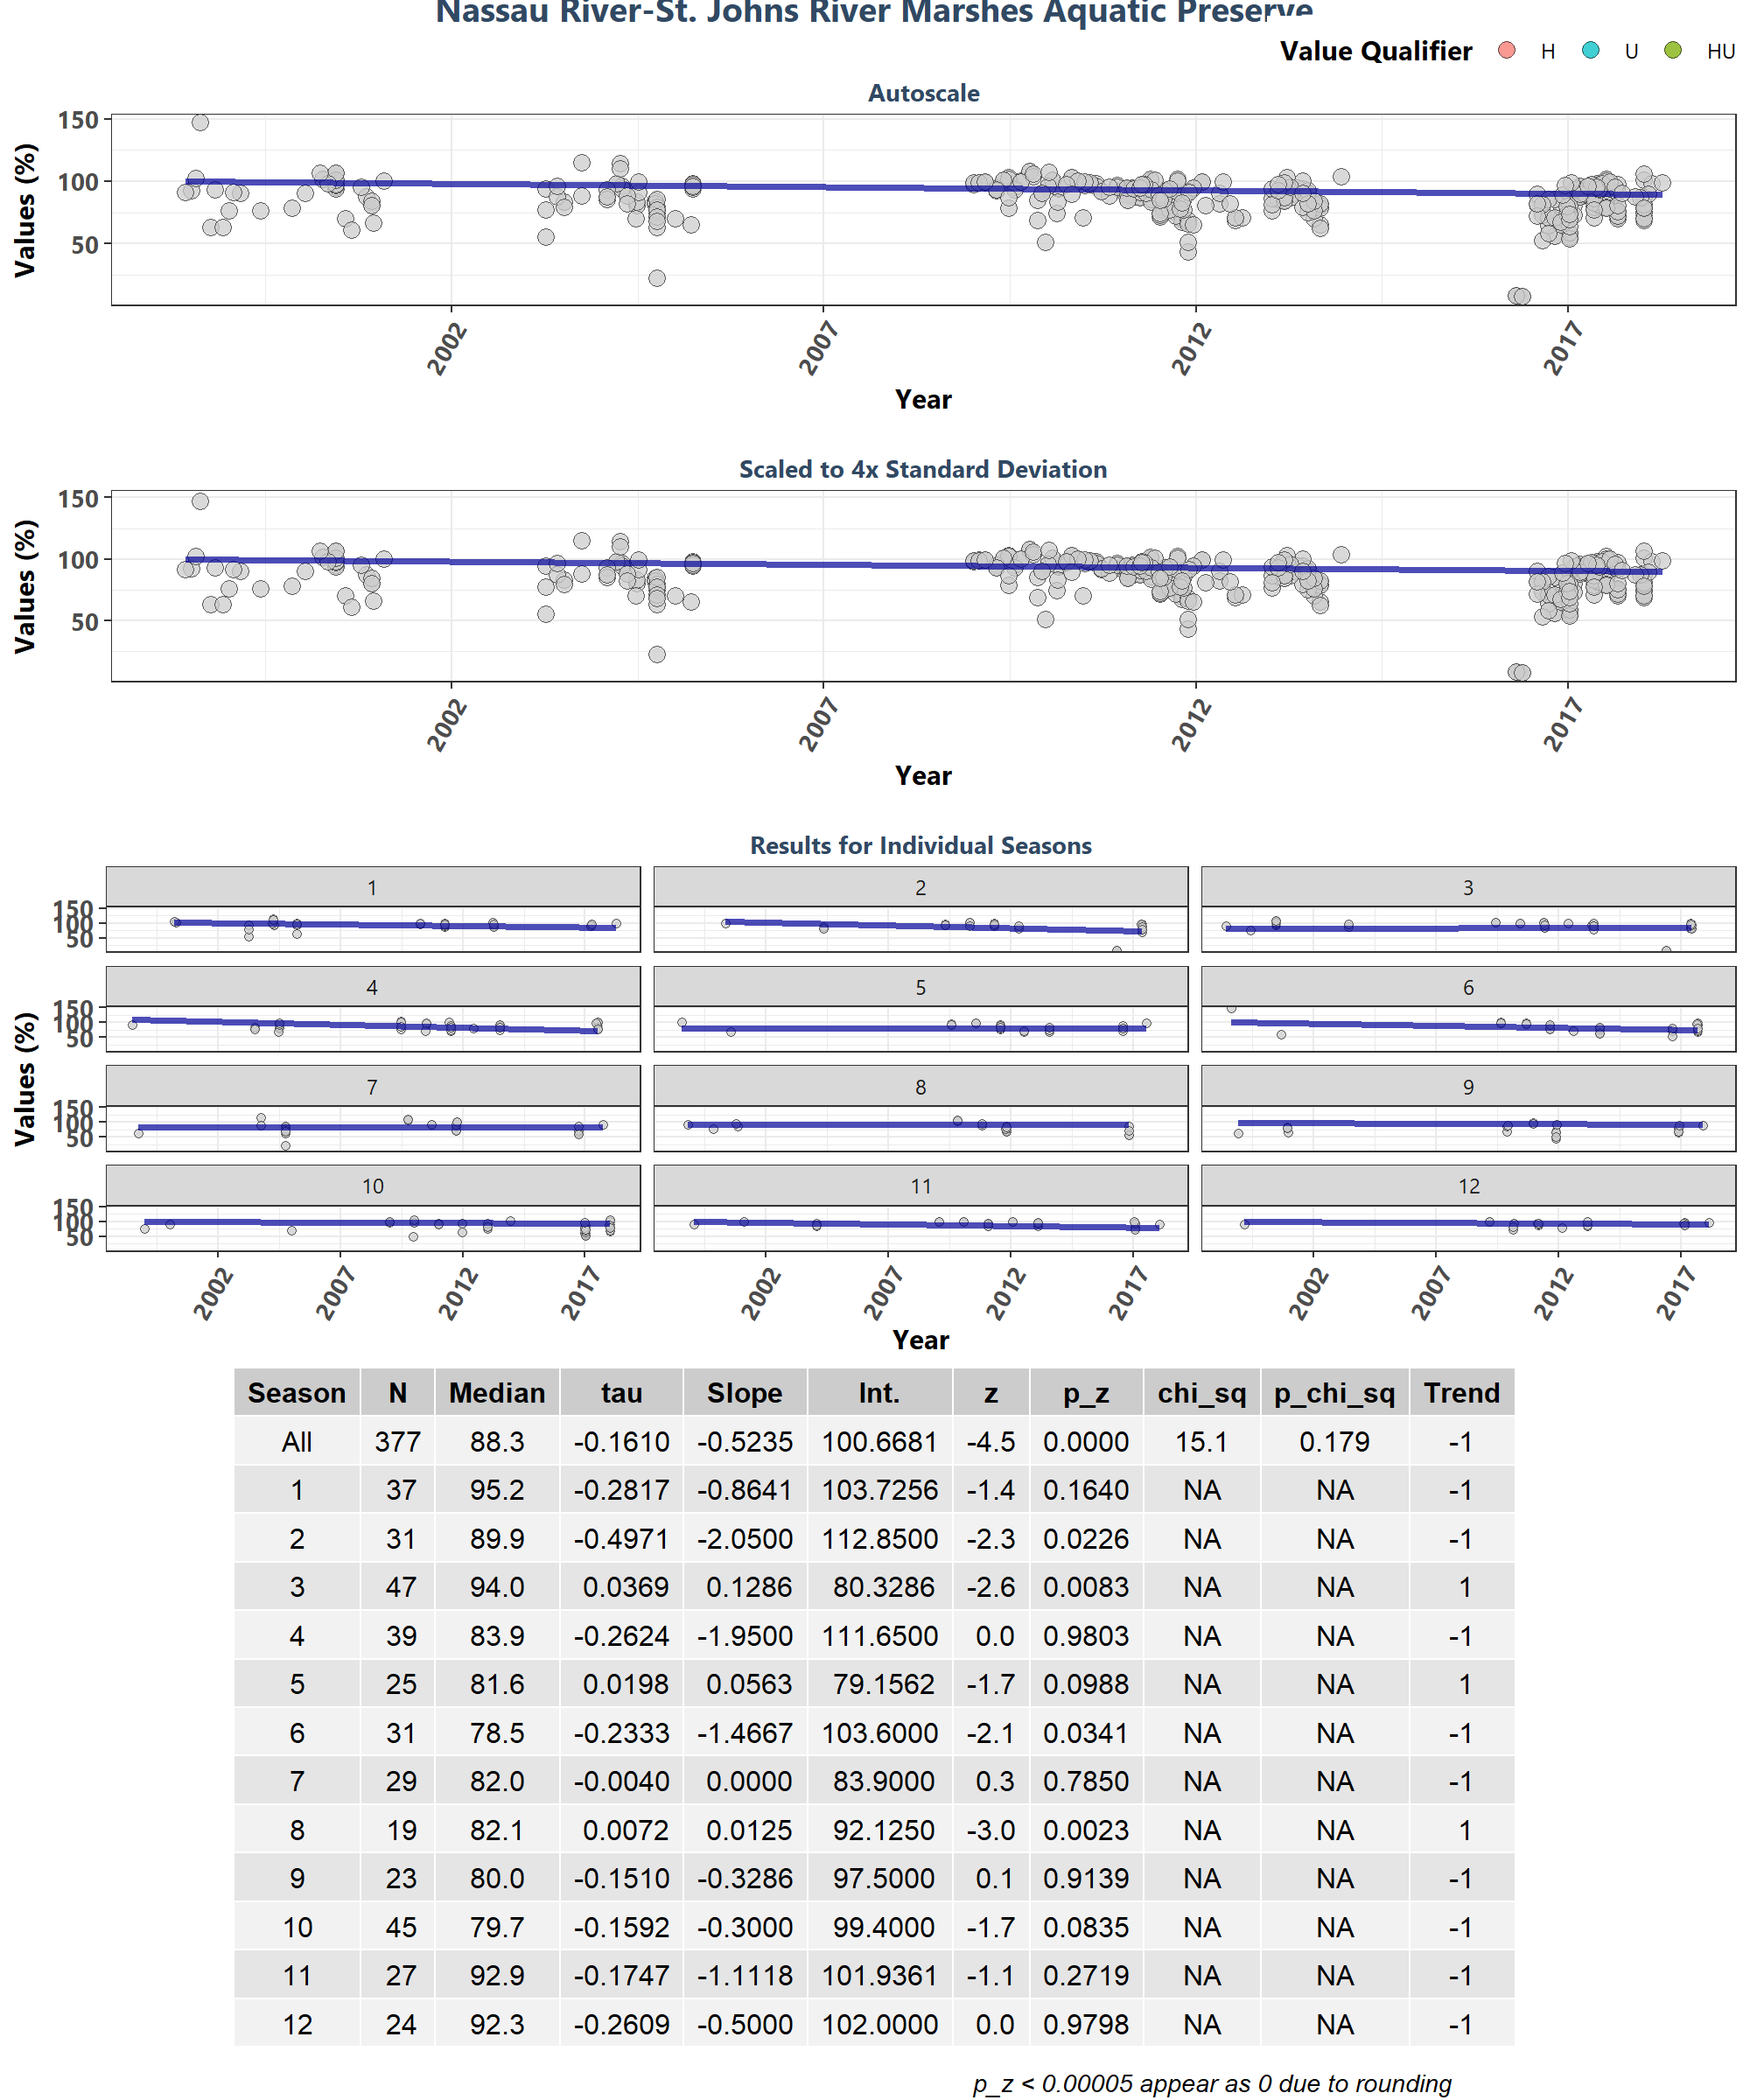 Nassau River-St. Johns River Marshes Aquatic Preserve
Value Qualifier H U HU
Autoscale
Values (%)
150
100
50
2002 2007 2012 2017
Year
Scaled to 4x Standard Deviation
Values (%)
150
100
50
2002 2007 2012 2017
Year
Results for Individual Seasons
Values (%)
1 2 3
150
100
50
4 5 6
150
100
50
7 8 9
150
100
50
10 11 12
150
100
50
2002 2007 2012 2017 2002 2007 2012 2017 2002 2007 2012 2017
Year
Season N Median tau Slope Int. z p_z chi_sq p_chi_sq Trend
All 377 88.3 -0.1610 -0.5235 100.6681 -4.5 0.0000 15.1 0.179 -1
1 37 95.2 -0.2817 -0.8641 103.7256 -1.4 0.1640 NA NA -1
2 31 89.9 -0.4971 -2.0500 112.8500 -2.3 0.0226 NA NA -1
3 47 94.0 0.0369 0.1286 80.3286 -2.6 0.0083 NA NA 1
4 39 83.9 -0.2624 -1.9500 111.6500 0.0 0.9803 NA NA -1
5 25 81.6 0.0198 0.0563 79.1562 -1.7 0.0988 NA NA 1
6 31 78.5 -0.2333 -1.4667 103.6000 -2.1 0.0341 NA NA -1
7 29 82.0 -0.0040 0.0000 83.9000 0.3 0.7850 NA NA -1
8 19 82.1 0.0072 0.0125 92.1250 -3.0 0.0023 NA NA 1
9 23 80.0 -0.1510 -0.3286 97.5000 0.1 0.9139 NA NA -1
10 45 79.7 -0.1592 -0.3000 99.4000 -1.7 0.0835 NA NA -1
11 27 92.9 -0.1747 -1.1118 101.9361 -1.1 0.2719 NA NA -1
12 24 92.3 -0.2609 -0.5000 102.0000 0.0 0.9798 NA NA -1
p_z < 0.00005 appear as 0 due to rounding